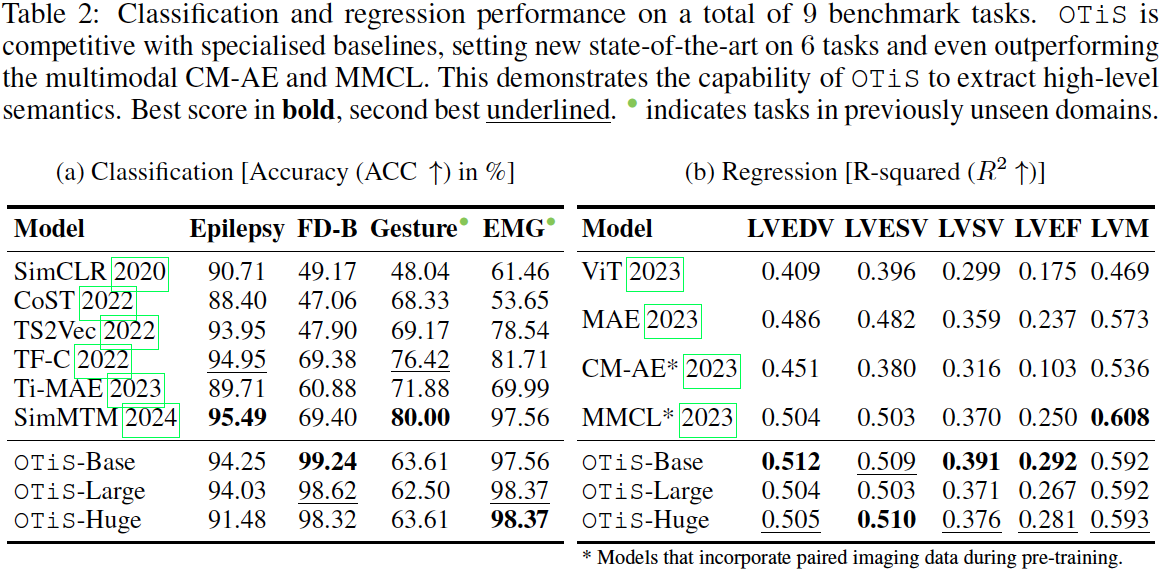 Table 2: Classification and regression performance on a total of 9 benchmark tasks. OTiS is
competitive with specialised baselines, setting new state-of-the-art on 6 tasks and even outperforming
the multimodal CM-AE and MMCL. This demonstrates the capability of OTiS to extract high-level
semantics. Best score in bold, second best underlined. • indicates tasks in previously unseen domains.
(a) Classification [Accuracy (ACC ↑) in %]
Model Epilepsy FD-B Gesture• EMG•
SimCLR 2020 90.71 49.17 48.04 61.46
CoST 2022 88.40 47.06 68.33 53.65
TS2Vec 2022 93.95 47.90 69.17 78.54
TF-C 2022 94.95 69.38 76.42 81.71
Ti-MAE 2023 89.71 60.88 71.88 69.99
SimMTM 2024 95.49 69.40 80.00 97.56
OTiS-Base 94.25 99.24 63.61 97.56
OTiS-Large 94.03 98.62 62.50 98.37
OTiS-Huge 91.48 98.32 63.61 98.37
(b) Regression [R-squared (R² ↑)]
Model LVEDV LVESV LVSV LVEF LVM
ViT 2023 0.409 0.396 0.299 0.175 0.469
MAE 2023 0.486 0.482 0.359 0.237 0.573
CM-AE* 2023 0.451 0.380 0.316 0.103 0.536
MMCL* 2023 0.504 0.503 0.370 0.250 0.608
OTiS-Base 0.512 0.509 0.391 0.292 0.592
OTiS-Large 0.504 0.503 0.371 0.267 0.592
OTiS-Huge 0.505 0.510 0.376 0.281 0.593
* Models that incorporate paired imaging data during pre-training.